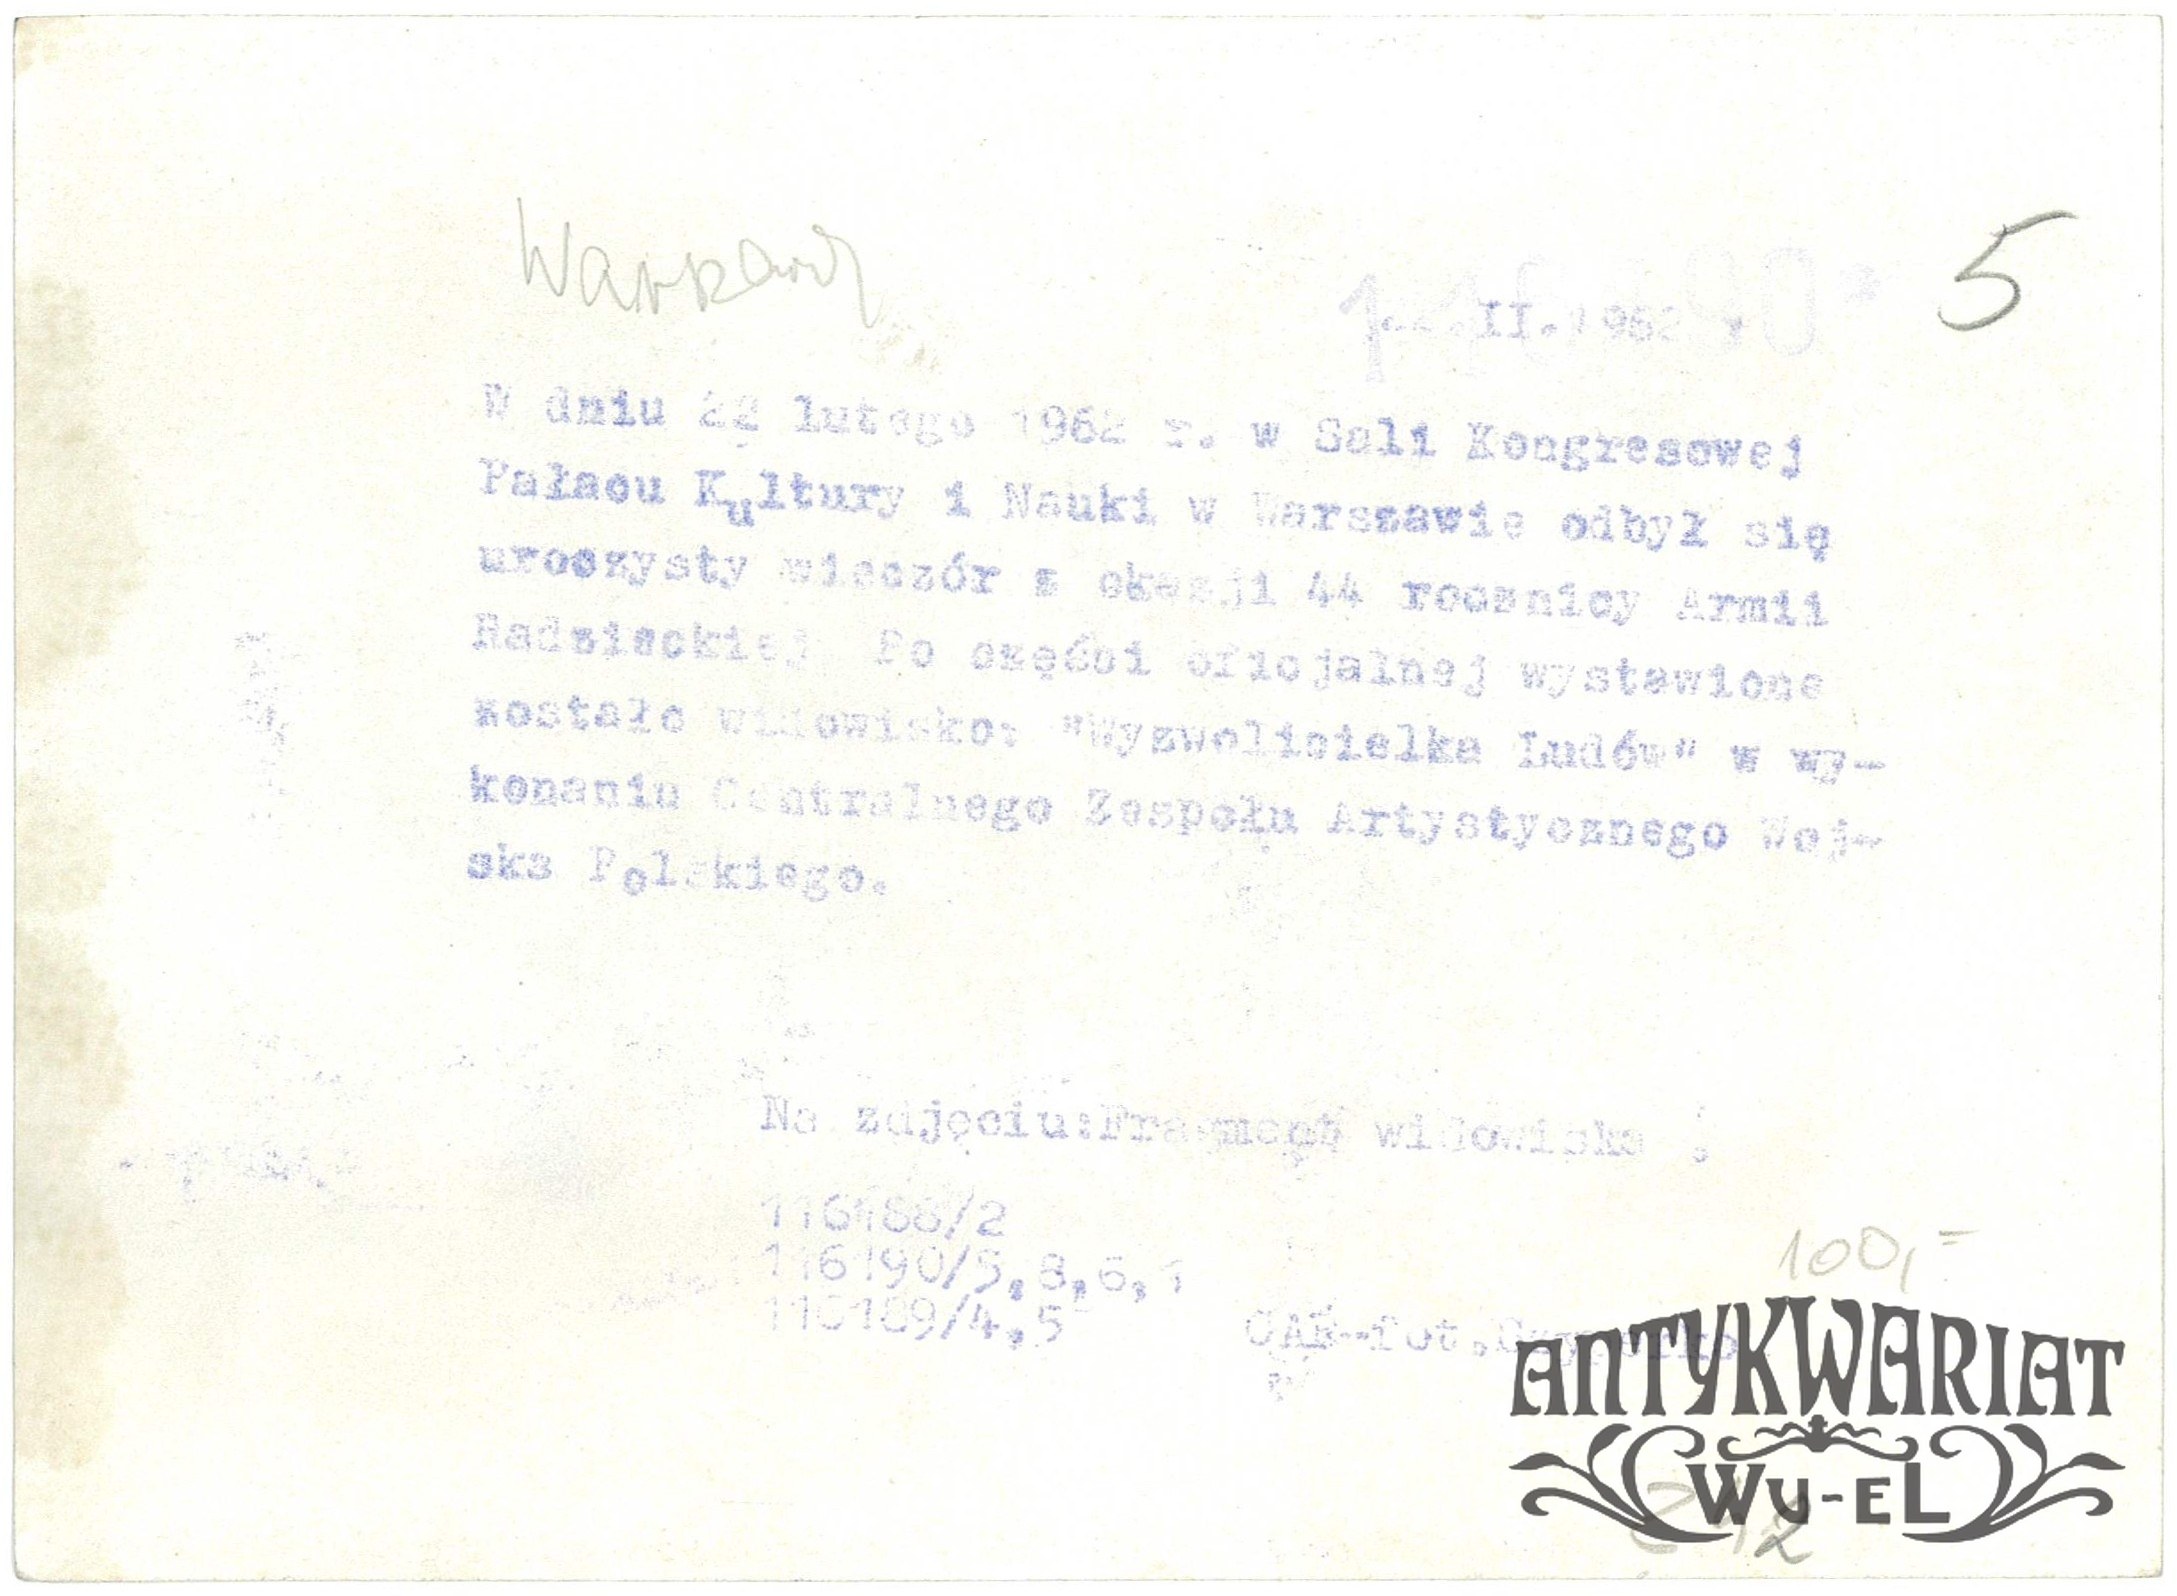 5
II.1962 r
W dniu 22 lutego 1962 r. w Sali Kongresowej
Pałacu Kultury i Nauki w Warszawie odbył się
uroczysty wieczór z okazji 44 rocznicy Armii
Radzieckiej Po części oficjalnej wystawione
zostało widowisko: "Wyzwolicielka Ludów" w wy-
konaniu Centralnego Zespołu Artystycznego Woj-
ska Polskiego.
Na zdjęciu:Fragment widowiska .
116188/2
116190/5,8,6,1
116189/4,5
100,=
CAF-fot.
ANTYKWARIAT
Wu-EL